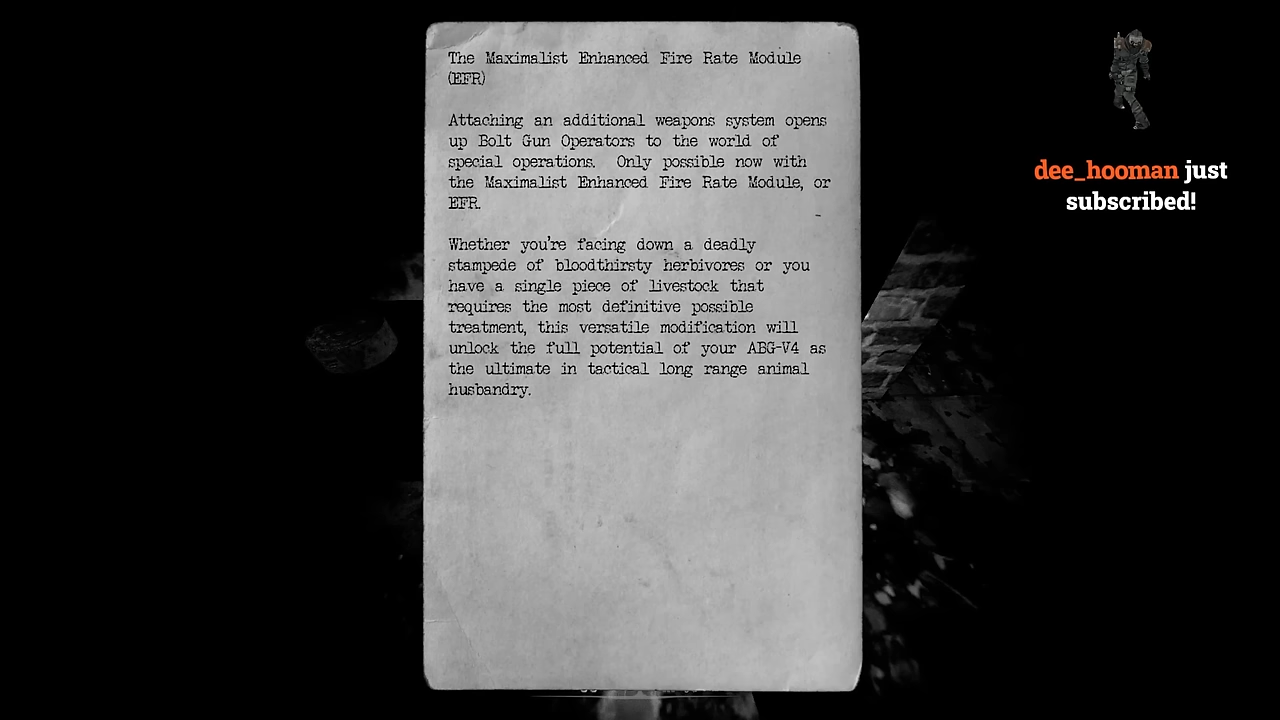 The Maximalist Enhanced Fire Rate Module
(EFR)
Attaching an additional weapons system opens
up Bolt Gun Operators to the world of
special operations.  Only possible now with
the Maximalist Enhanced Fire Rate Module, or
EFR.
Whether you're facing down a deadly
stampede of bloodthirsty herbivores or you
have a single piece of livestock that
requires the most definitive possible
treatment, this versatile modification will
unlock the full potential of your ABG-V4 as
the ultimate in tactical long range animal
husbandry.
dee_hooman just
subscribed!